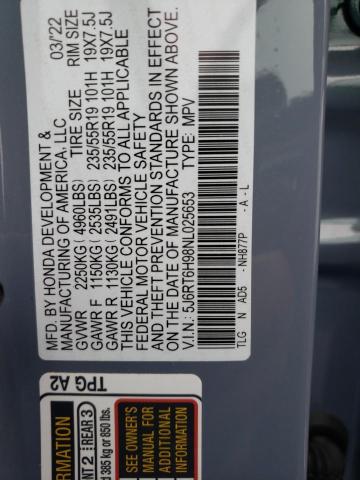 MFD. BY HONDA DEVELOPMENT &
MANUFACTURING OF AMERICA, LLC 03/22
TIRE SIZE RIM SIZE
GVWR 2250KG (4960LBS)
GAWR F 1150KG (2535LBS) 235/55R19 101H 19X7.5J
GAWR R 1130KG (2491LBS) 235/55R19 101H 19X7.5J
THIS VEHICLE CONFORMS TO ALL APPLICABLE
FEDERAL MOTOR VEHICLE SAFETY
AND THEFT PREVENTION STANDARDS IN EFFECT
ON THE DATE OF MANUFACTURE SHOWN ABOVE.
V.I.N.: 5J6RT6H98NL025653 TYPE: MPV
TLG N AD5 -NH877P -A-L
TPG A2
2 REAR 3
385 kg or 850 lbs.
SEE OWNER'S
MANUAL FOR
ADDITIONAL